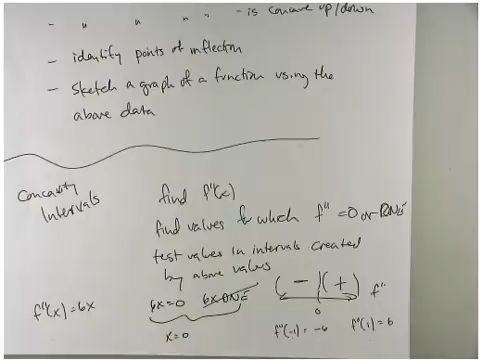 - " " " " - is concave up/down
- identify points of inflection
- sketch a graph of a function using the
above data
Concavity
Intervals
find f"(x)
find values for which f" = 0 or DNE
test values in intervals created
by above values
f"(x) = 6x
6x=0 6x DNE
x=0
(-)(+) f"
0
f"(-1) = -6 f"(1) = 6